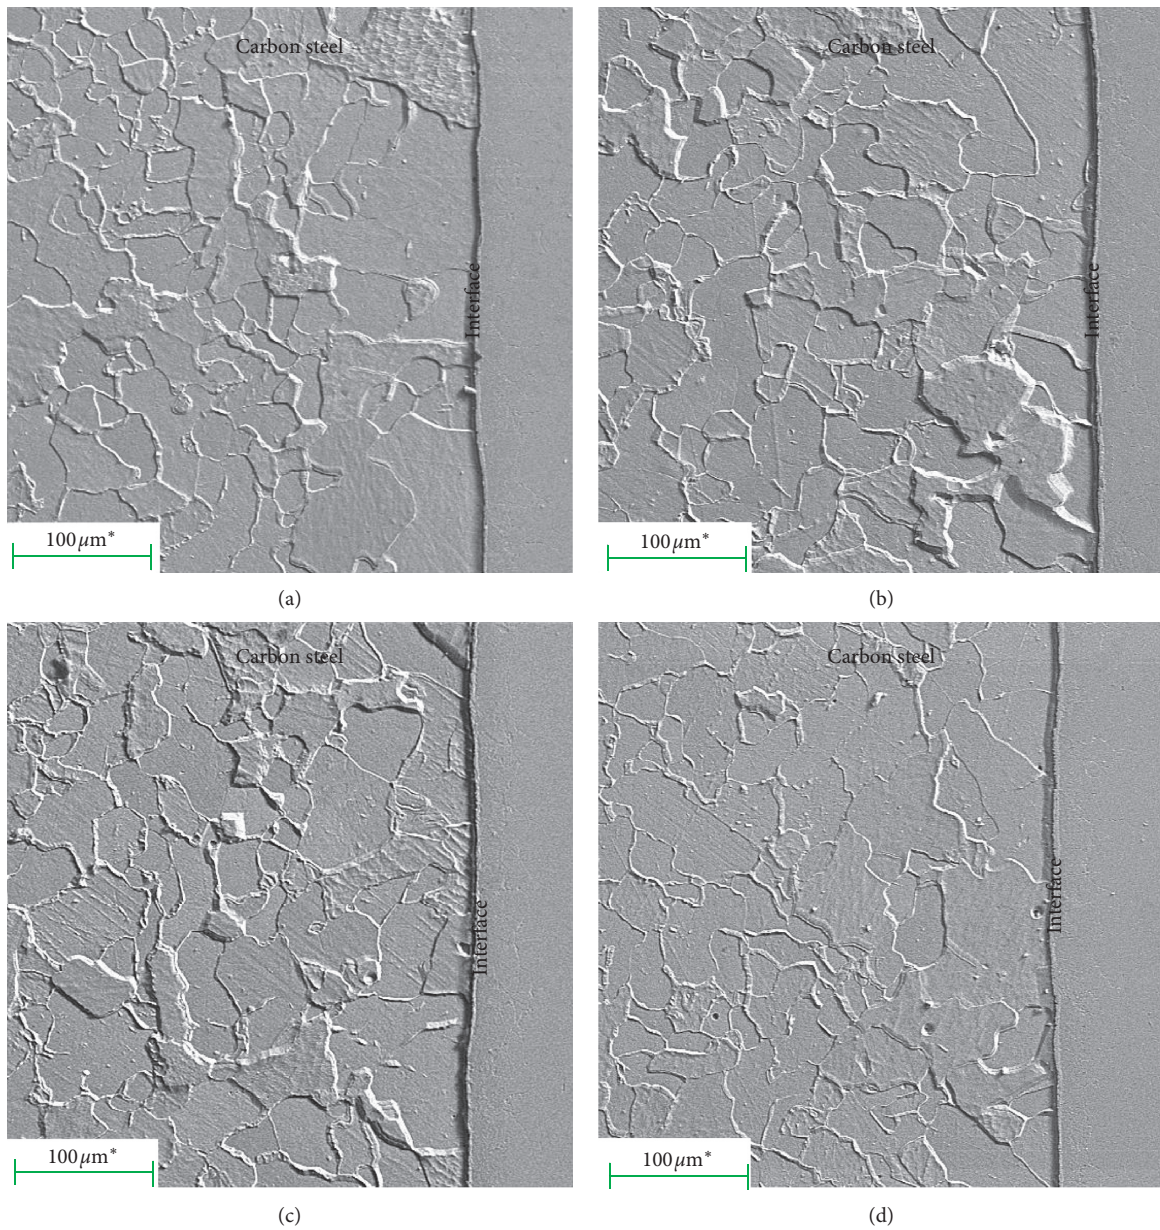 Carbon steel
Interface
100 μm*
(a)
Carbon steel
Interface
100 μm*
(b)
Carbon steel
Interface
100 μm*
(c)
Carbon steel
Interface
100 μm*
(d)